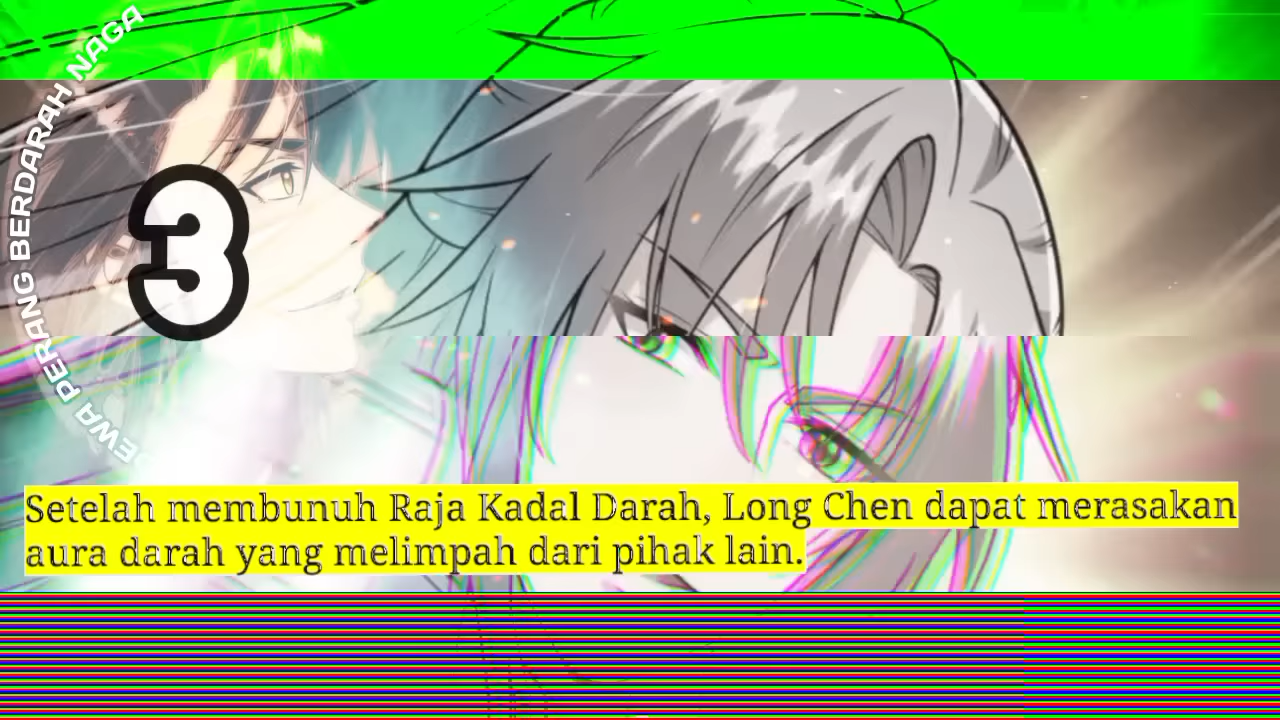 EWA PERANG BERDARAH NAGA
3
Setelah membunuh Raja Kadal Darah, Long Chen dapat merasakan
aura darah yang melimpah dari pihak lain.